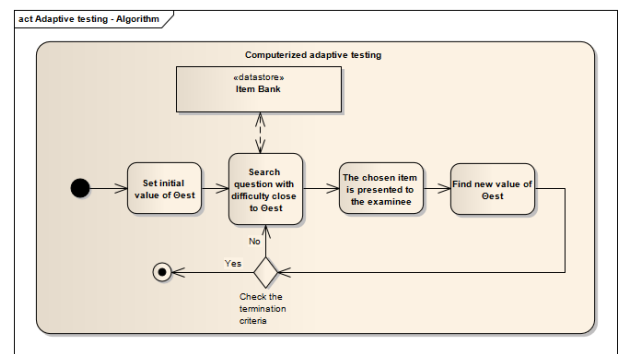 act Adaptive testing - Algorithm
Computerized adaptive testing
«datastore»
Item Bank
Set initial
value of Θest
Search
question with
difficulty close
to Θest
The chosen item
is presented to
the examinee
Find new value of
Θest
No
Yes
Check the
termination
criteria